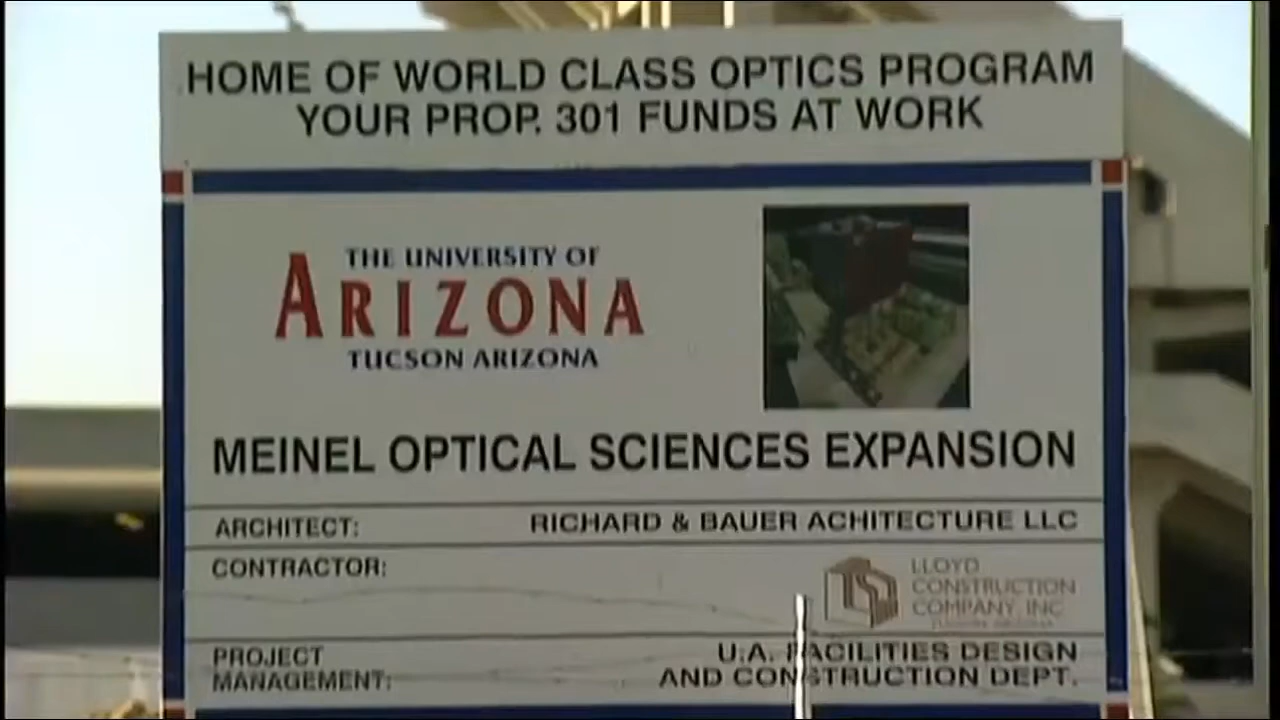 HOME OF WORLD CLASS OPTICS PROGRAM
YOUR PROP. 301 FUNDS AT WORK
THE UNIVERSITY OF
ARIZONA
TUCSON ARIZONA
MEINEL OPTICAL SCIENCES EXPANSION
ARCHITECT: RICHARD & BAUER ACHITECTURE LLC
CONTRACTOR:
LLOYD
CONSTRUCTION
COMPANY, INC
PROJECT
MANAGEMENT:
U.A. FACILITIES DESIGN
AND CONSTRUCTION DEPT.